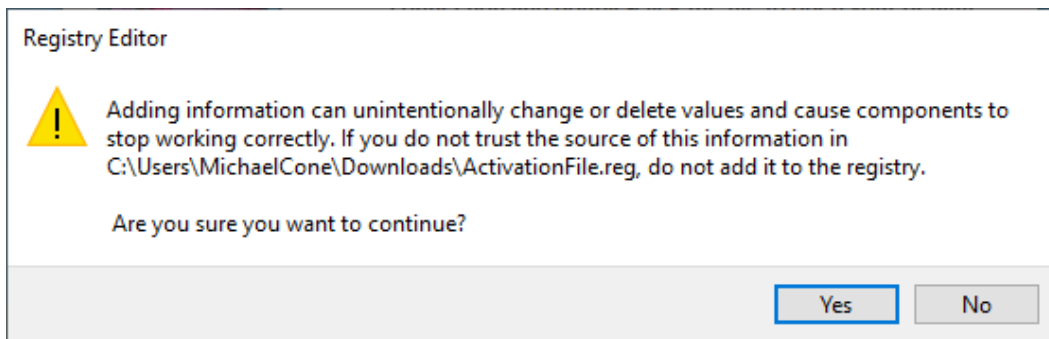 Registry Editor
Adding information can unintentionally change or delete values and cause components to
stop working correctly. If you do not trust the source of this information in
C:\Users\MichaelCone\Downloads\ActivationFile.reg, do not add it to the registry.
Are you sure you want to continue?
Yes No